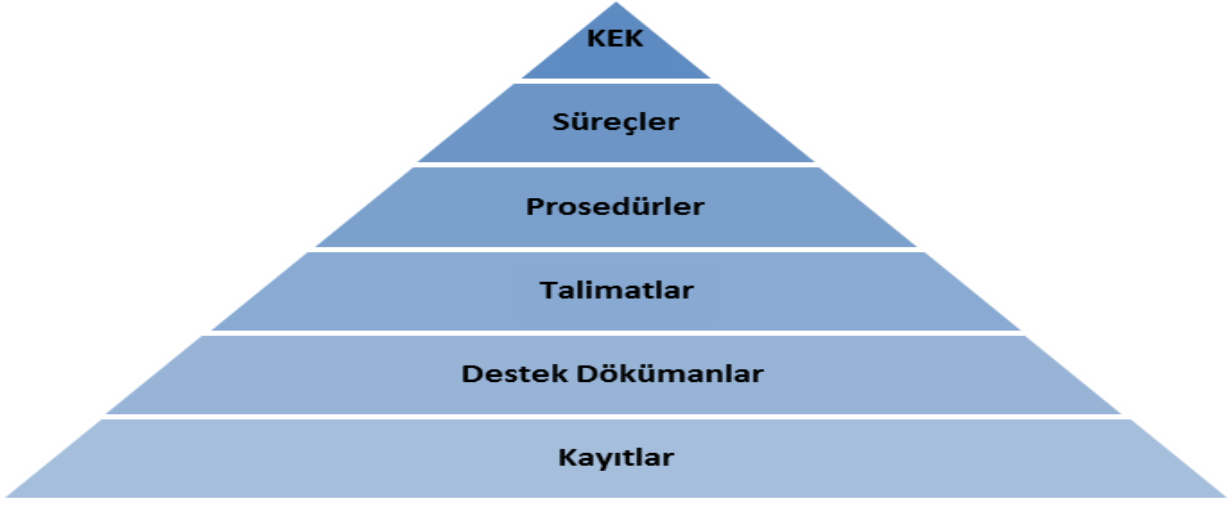 KEK
Süreçler
Prosedürler
Talimatlar
Destek Dökümanlar
Kayıtlar